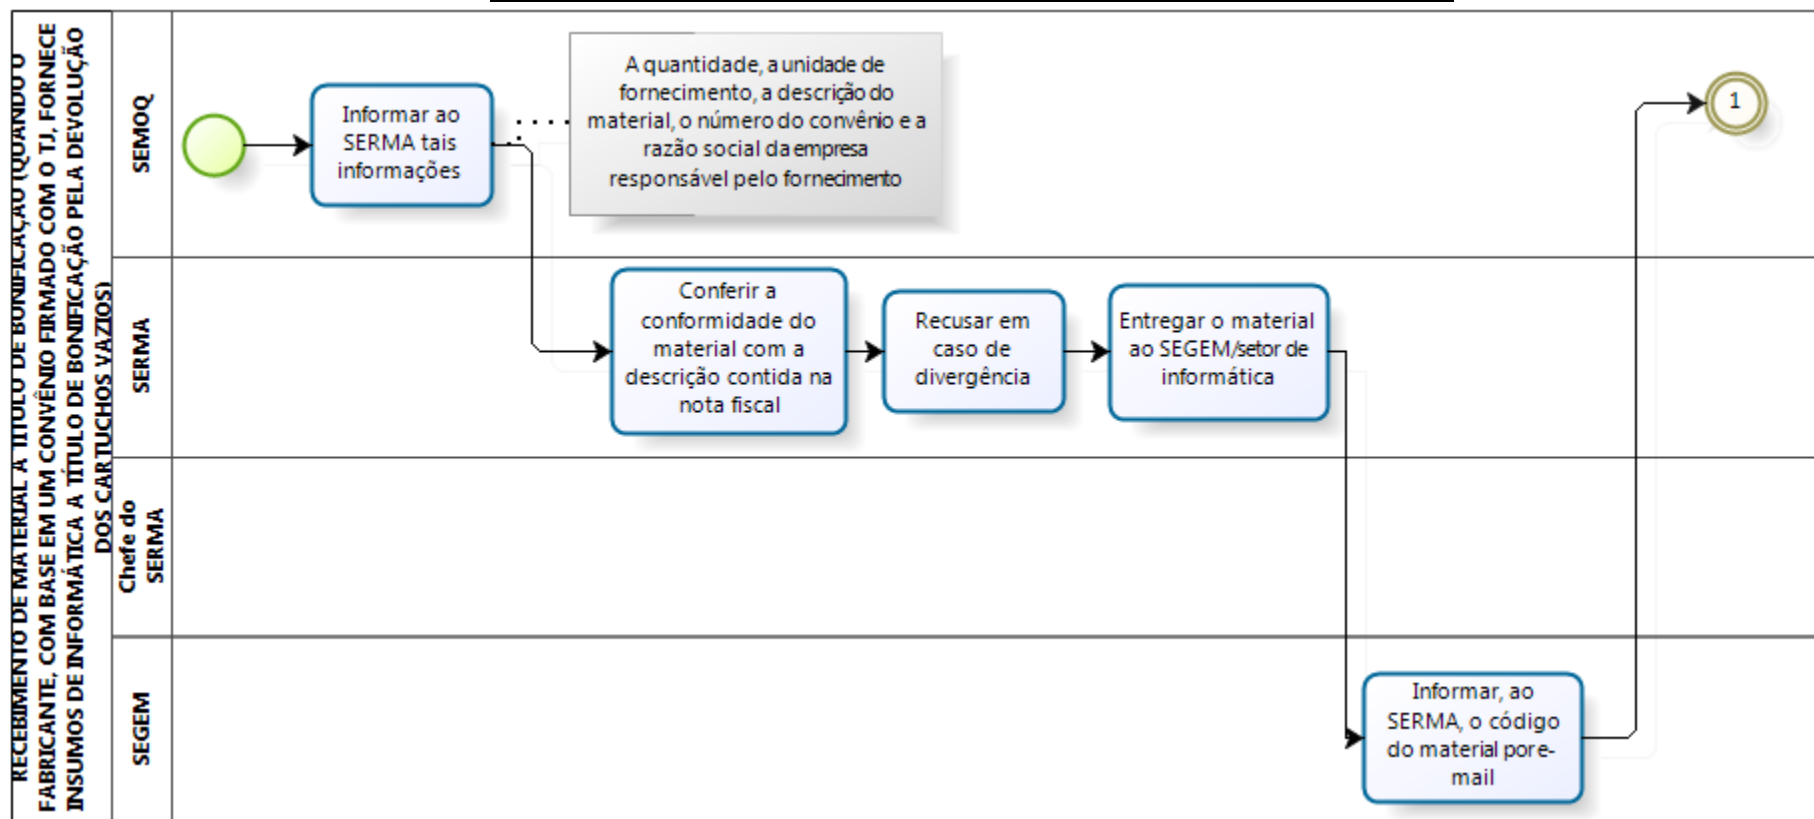 RECEBIMENTO DE MATERIAL A TÍTULO DE BONIFICAÇÃO (QUANDO O
FABRICANTE, COM BASE EM UM CONVÊNIO FIRMADO COM O TJ, FORNECE
INSUMOS DE INFORMÁTICA A TÍTULO DE BONIFICAÇÃO PELA DEVOLUÇÃO
DOS CARTUCHOS VAZIOS)
SEMOQ
Informar ao
SERMA tais
informações
A quantidade, a unidade de
fornecimento, a descrição do
material, o número do convênio e a
razão social da empresa
responsável pelo fornecimento
1
SERMA
Conferir a
conformidade do
material com a
descrição contida na
nota fiscal
Recusar em
caso de
divergência
Entregar o material
ao SEGEM/setor de
informática
Chefe do
SERMA
SEGEM
Informar, ao
SERMA, o código
do material por e-
mail